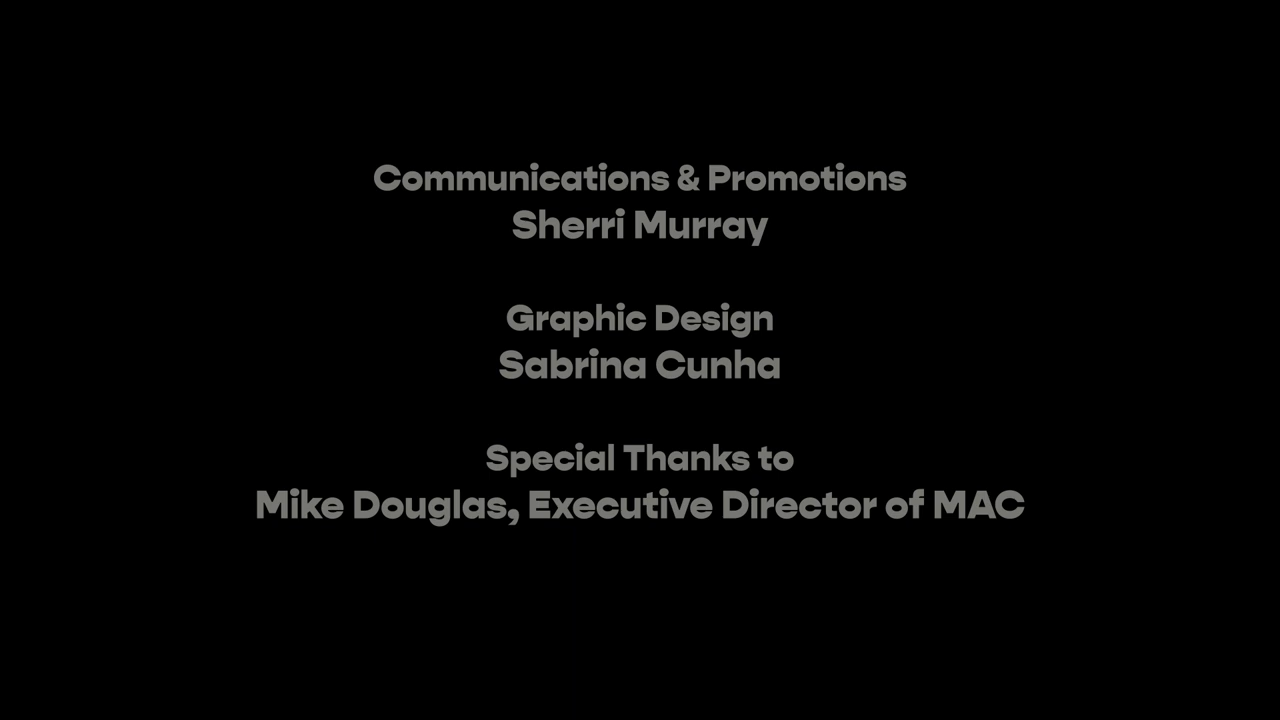 Communications & Promotions
Sherri Murray
Graphic Design
Sabrina Cunha
Special Thanks to
Mike Douglas, Executive Director of MAC